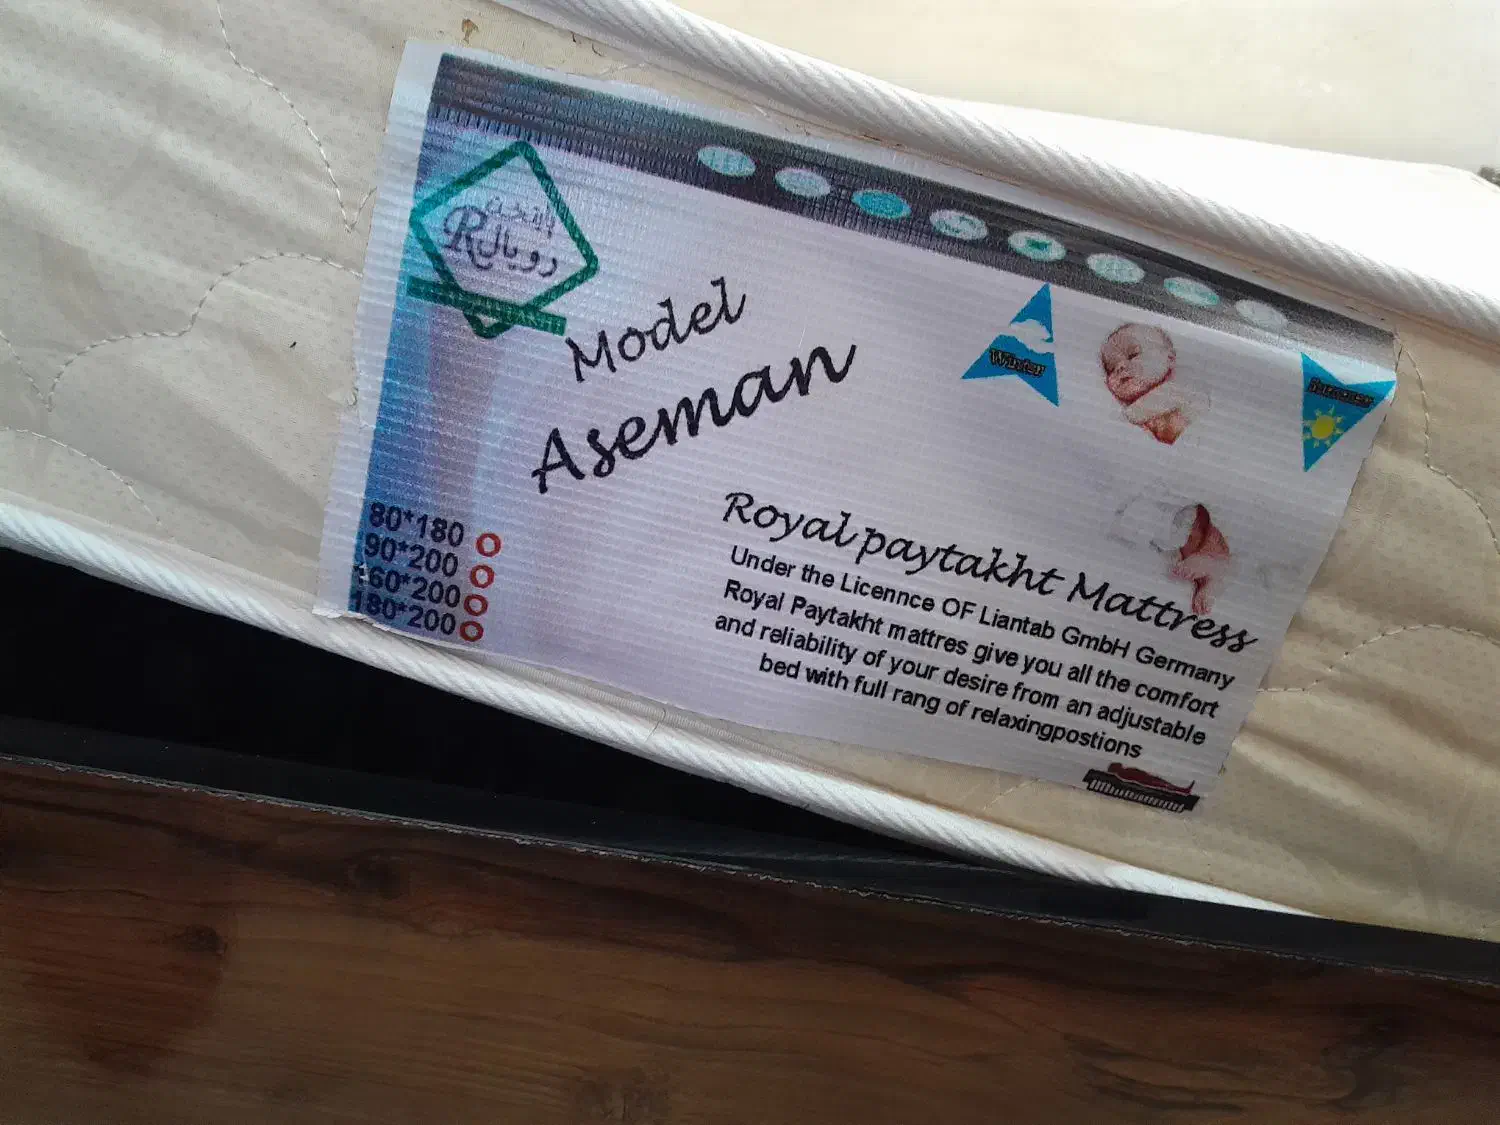 پایتخت
R رویال
Model
Aseman
Winter
Summer
80*180
90*200
160*200
180*200
Royal paytakht Mattress
Under the Licennce OF Liantab GmbH Germany
Royal Paytakht mattres give you all the comfort
and reliability of your desire from an adjustable
bed with full rang of relaxingpostions